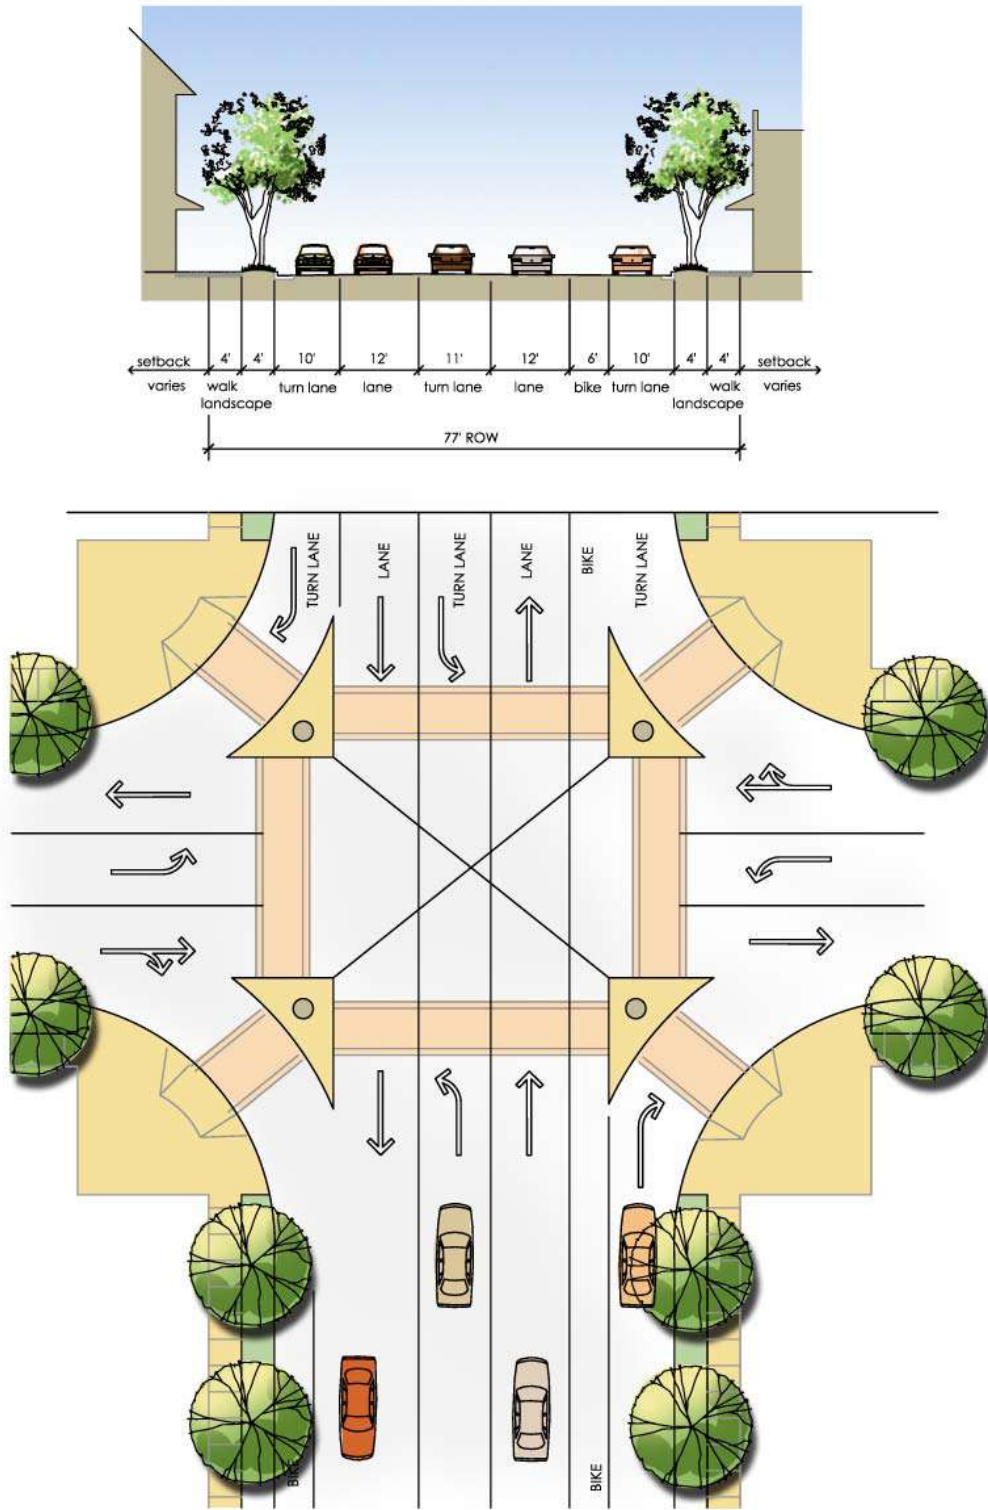 setback 4' 4' 10' 12' 11' 12' 6' 10' 4' 4' setback
varies walk turn lane lane turn lane lane bike turn lane walk varies
landscape landscape
77' ROW
TURN LANE
LANE
TURN LANE
LANE
BIKE
TURN LANE
BIKE
BIKE